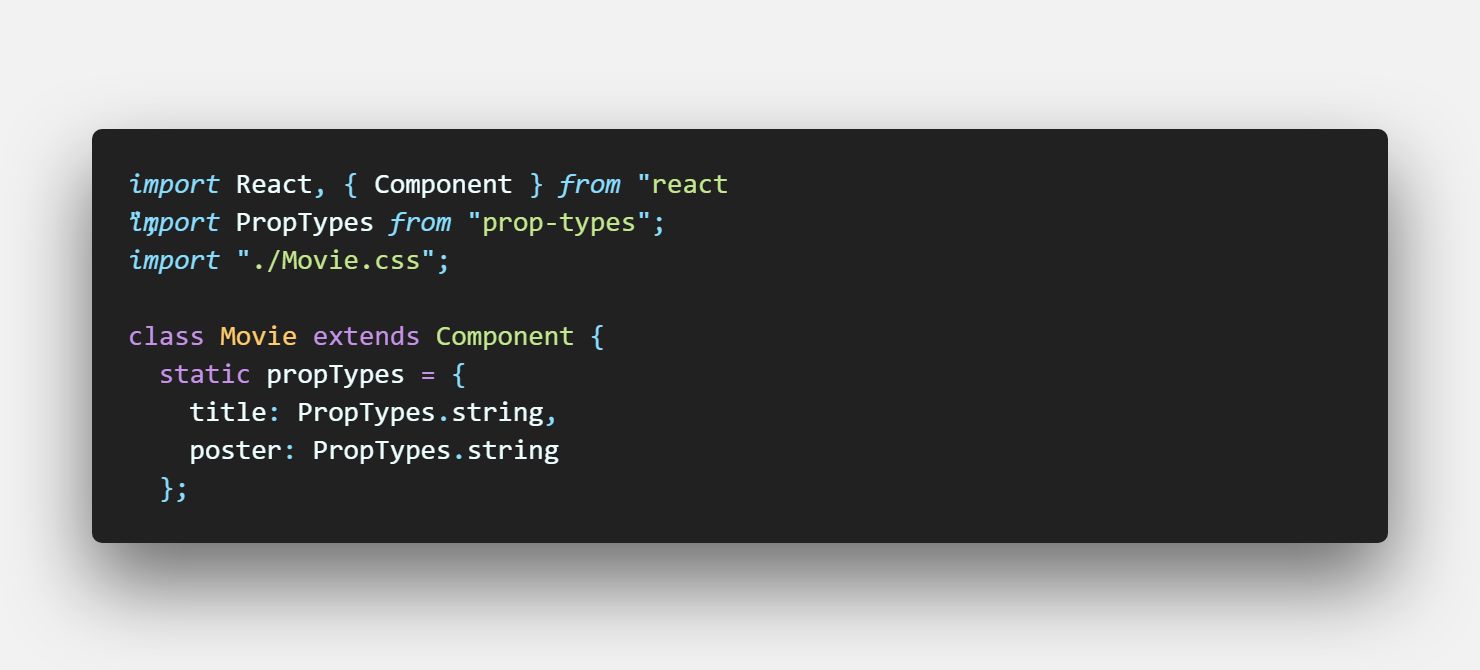 import React, { Component } from "react
";
import PropTypes from "prop-types";
import "./Movie.css";
class Movie extends Component {
static propTypes = {
title: PropTypes.string,
poster: PropTypes.string
};